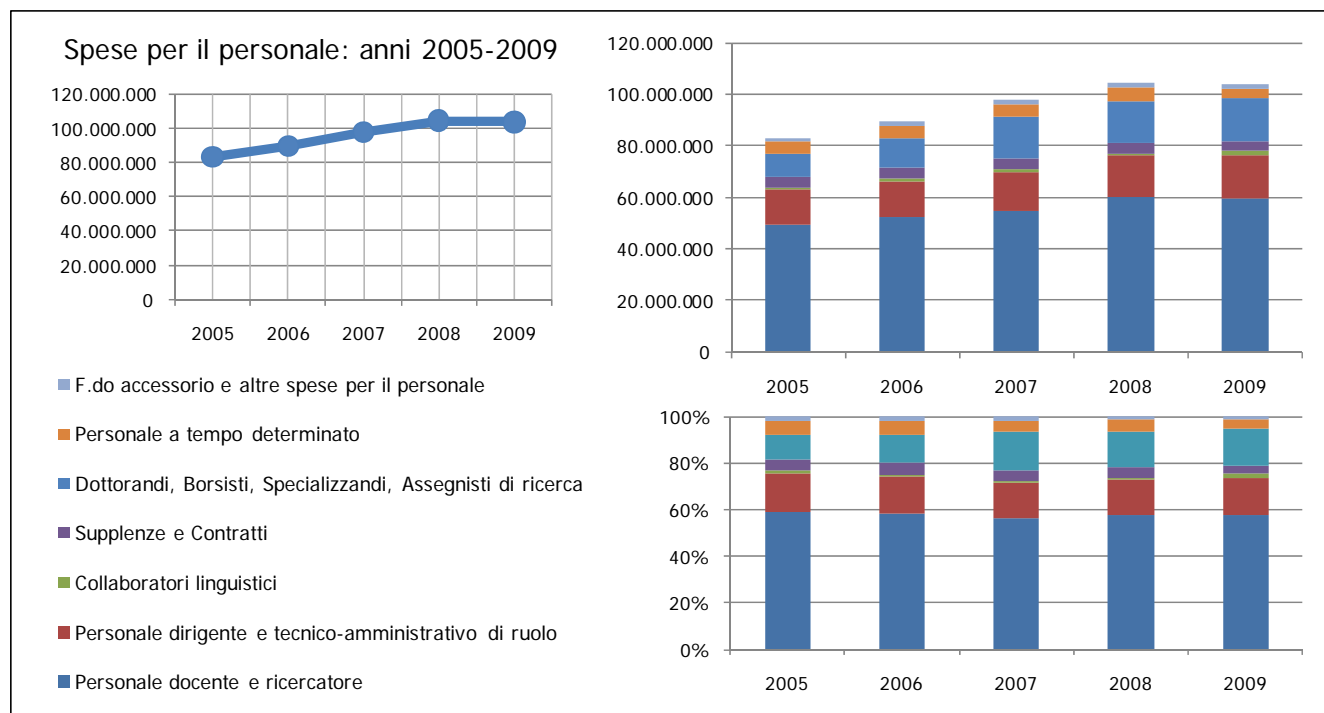 Spese per il personale: anni 2005-2009
120.000.000
100.000.000
80.000.000
60.000.000
40.000.000
20.000.000
0
2005 2006 2007 2008 2009
120.000.000
100.000.000
80.000.000
60.000.000
40.000.000
20.000.000
0
2005 2006 2007 2008 2009
F.do accessorio e altre spese per il personale
Personale a tempo determinato
Dottorandi, Borsisti, Specializzandi, Assegnisti di ricerca
Supplenze e Contratti
Collaboratori linguistici
Personale dirigente e tecnico-amministrativo di ruolo
Personale docente e ricercatore
100%
80%
60%
40%
20%
0%
2005 2006 2007 2008 2009